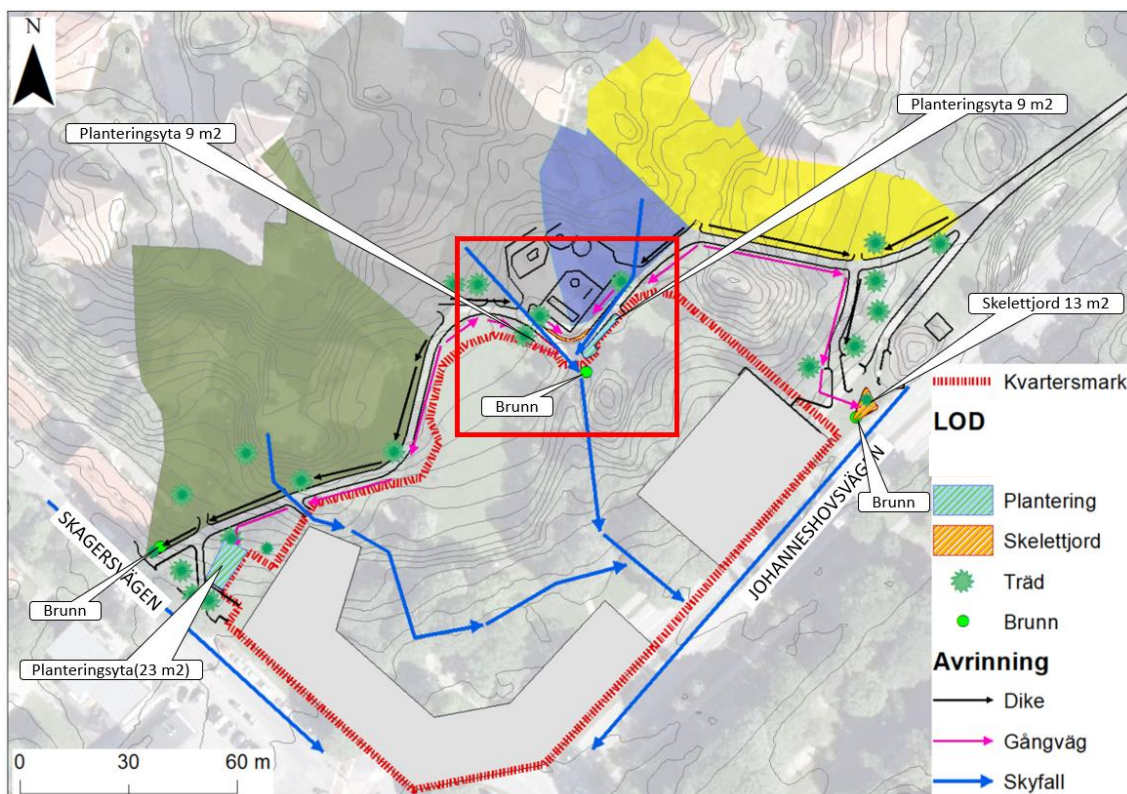 N
Planteringsyta 9 m2
Planteringsyta 9 m2
Skelettjord 13 m2
Brunn
Brunn
SKAGERSVÄGEN
JOHANNESHOVSVÄGEN
Brunn
Planteringsyta(23 m2)
0 30 60 m
Kvartersmark
LOD
Plantering
Skelettjord
Träd
Brunn
Avrinning
Dike
Gångväg
Skyfall